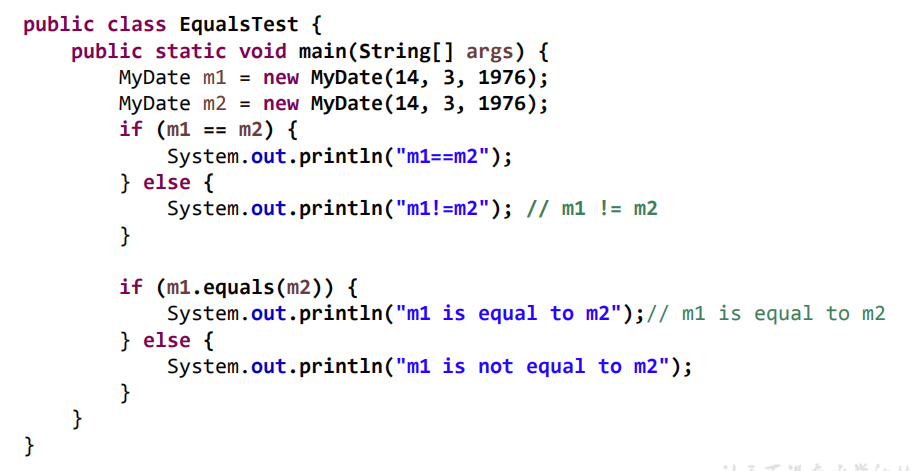 public class EqualsTest {
    public static void main(String[] args) {
        MyDate m1 = new MyDate(14, 3, 1976);
        MyDate m2 = new MyDate(14, 3, 1976);
        if (m1 == m2) {
            System.out.println("m1==m2");
        } else {
            System.out.println("m1!=m2"); // m1 != m2
        }

        if (m1.equals(m2)) {
            System.out.println("m1 is equal to m2");// m1 is equal to m2
        } else {
            System.out.println("m1 is not equal to m2");
        }
    }
}